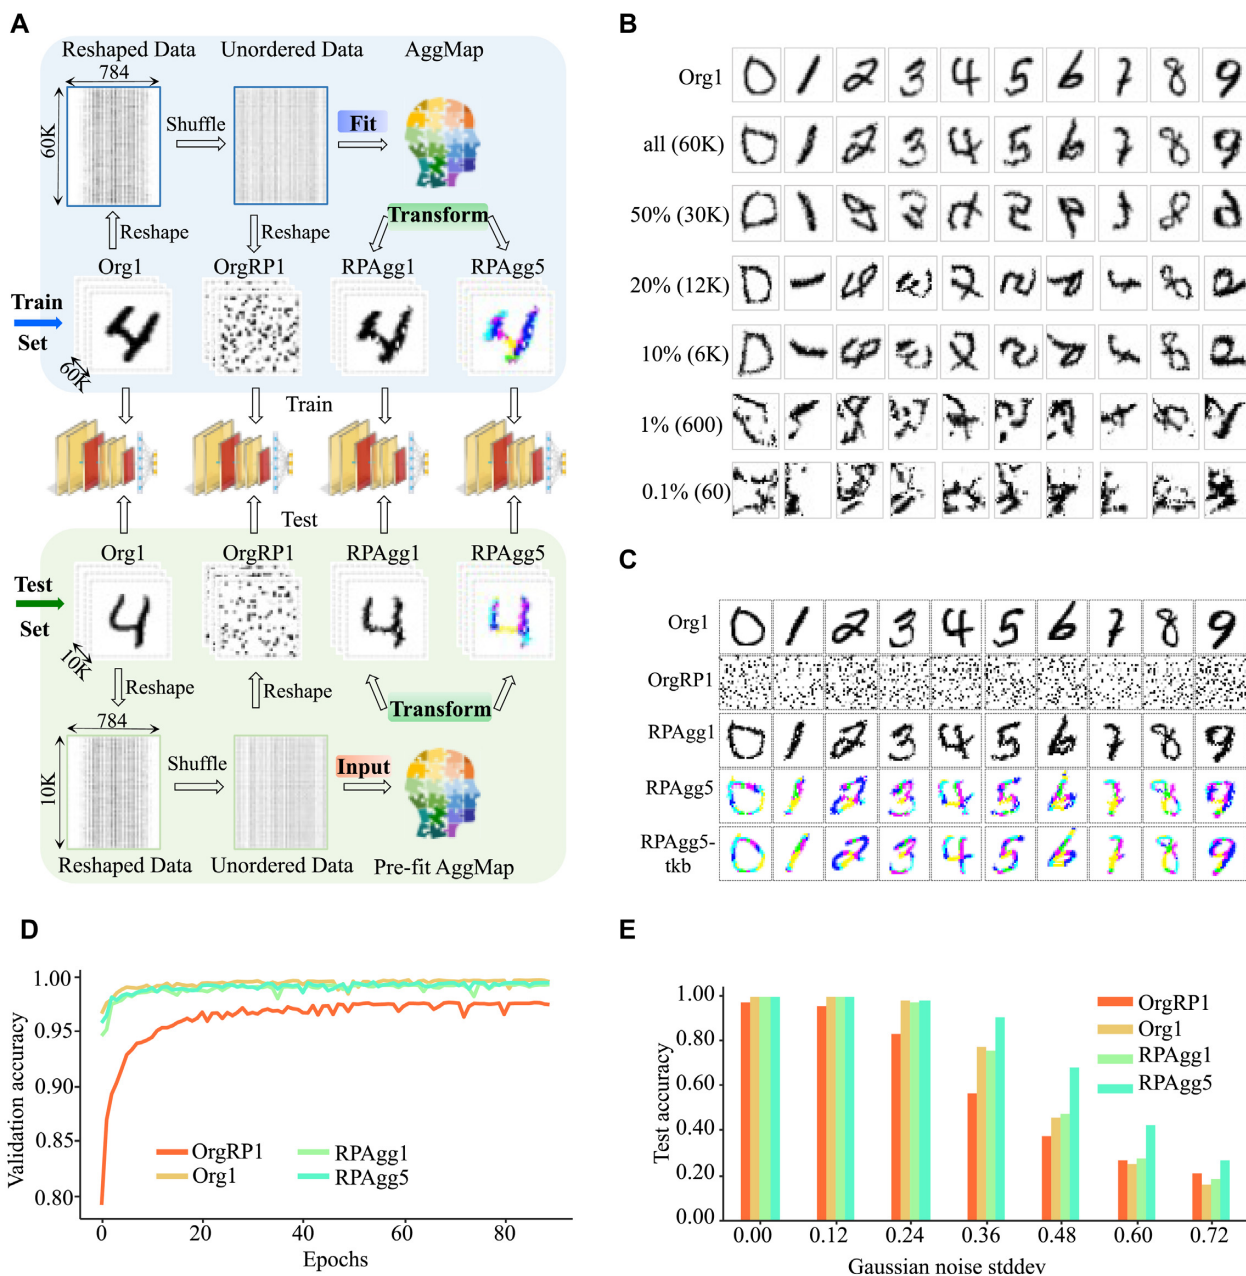 A
Reshaped Data Unordered Data AggMap
784
60K
Shuffle
Fit
Transform
Reshape Reshape
Org1 OrgRP1 RPAgg1 RPAgg5
Train
Set
60K
Train
Test
Org1 OrgRP1 RPAgg1 RPAgg5
Test
Set
10K
Reshape Reshape
Transform
784
10K
Shuffle
Input
Reshaped Data Unordered Data Pre-fit AggMap
B
Org1
all (60K)
50% (30K)
20% (12K)
10% (6K)
1% (600)
0.1% (60)
C
Org1
OrgRP1
RPAgg1
RPAgg5
RPAgg5-
tkb
D
Validation accuracy
1.00
0.95
0.90
0.85
0.80
OrgRP1 RPAgg1
Org1 RPAgg5
0 20 40 60 80
Epochs
E
Test accuracy
1.00
0.80
0.60
0.40
0.20
0.00
OrgRP1
Org1
RPAgg1
RPAgg5
0.00 0.12 0.24 0.36 0.48 0.60 0.72
Gaussian noise stddev